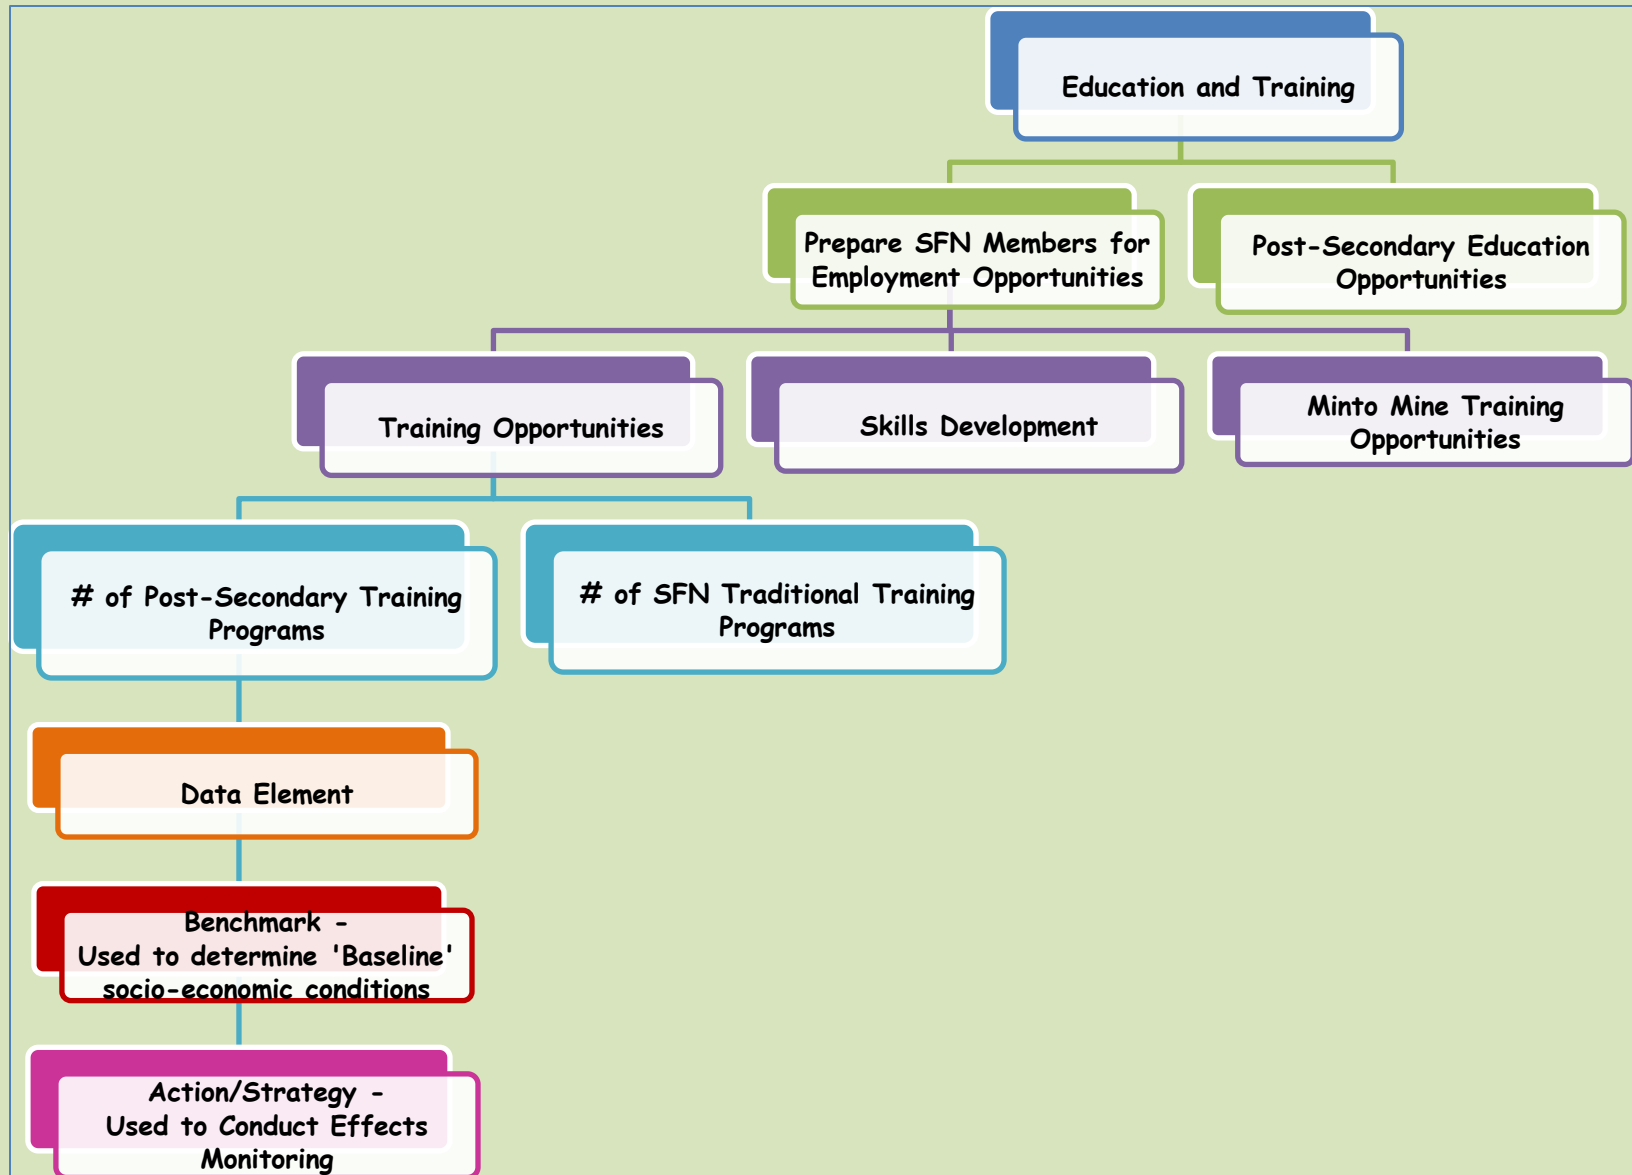 Education and Training
Prepare SFN Members for
Employment Opportunities
Post-Secondary Education
Opportunities
Training Opportunities
Skills Development
Minto Mine Training
Opportunities
# of Post-Secondary Training
Programs
# of SFN Traditional Training
Programs
Data Element
Benchmark -
Used to determine 'Baseline'
socio-economic conditions
Action/Strategy -
Used to Conduct Effects
Monitoring